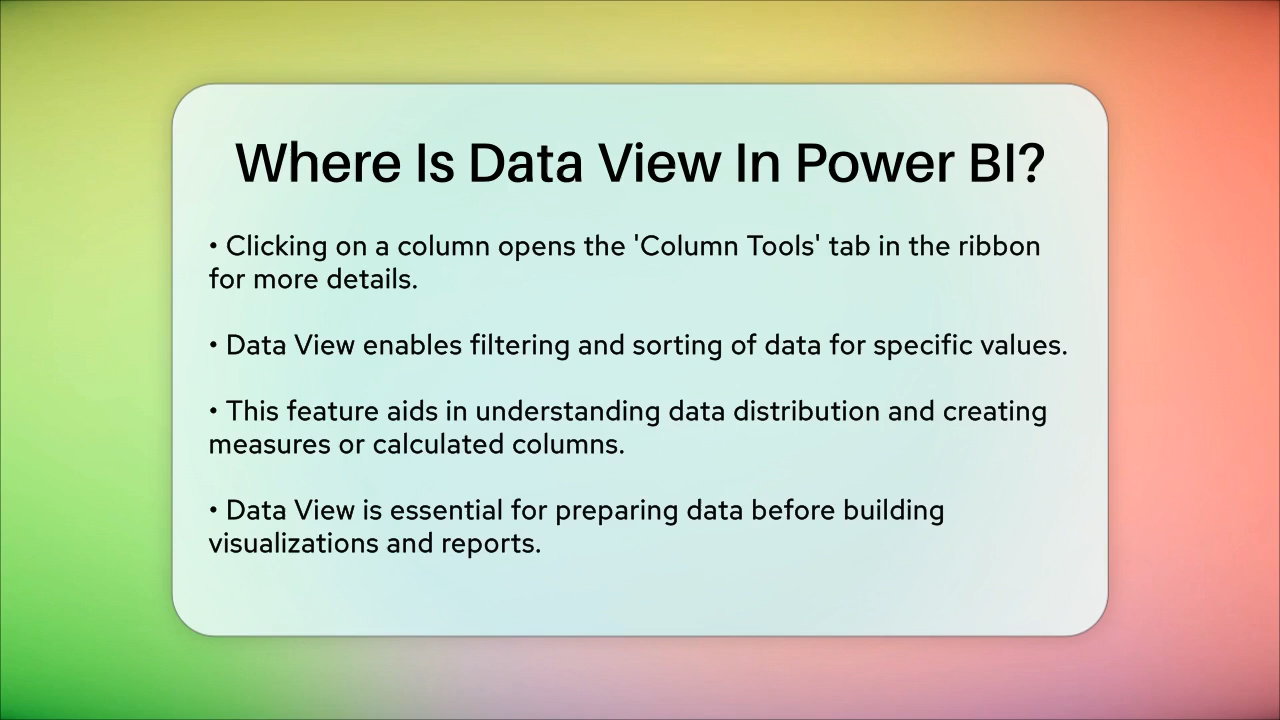 Where Is Data View In Power BI?
• Clicking on a column opens the 'Column Tools' tab in the ribbon
for more details.
• Data View enables filtering and sorting of data for specific values.
• This feature aids in understanding data distribution and creating
measures or calculated columns.
• Data View is essential for preparing data before building
visualizations and reports.